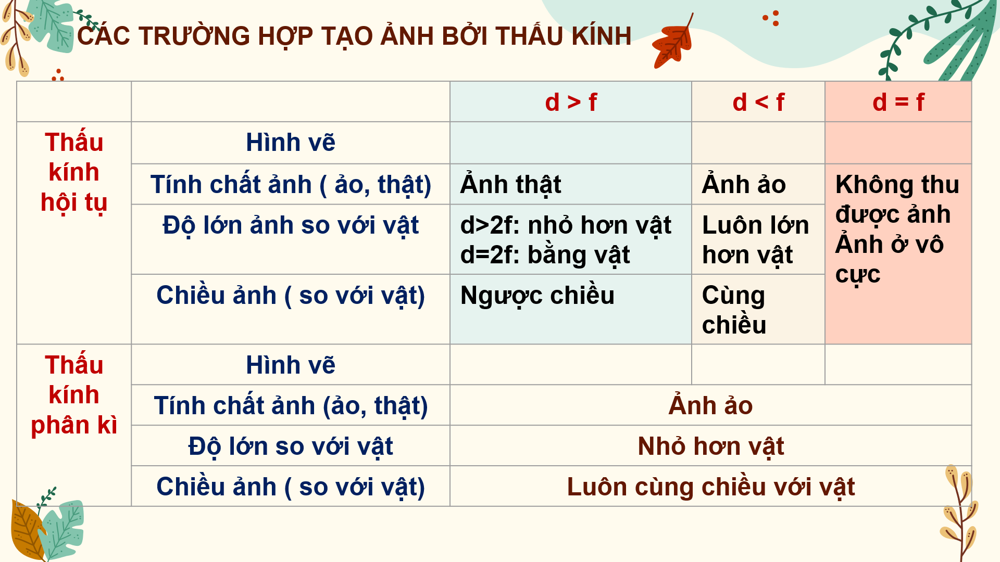 CÁC TRƯỜNG HỢP TẠO ẢNH BỞI THẤU KÍNH
d > f
d < f
d = f
Thấu
kính
hội tụ
Hình vẽ
Tính chất ảnh ( ảo, thật)
Ảnh thật
Ảnh ảo
Không thu
được ảnh
Ảnh ở vô
cực
Độ lớn ảnh so với vật
d>2f: nhỏ hơn vật
d=2f: bằng vật
Luôn lớn
hơn vật
Chiều ảnh ( so với vật)
Ngược chiều
Cùng
chiều
Thấu
kính
phân kì
Hình vẽ
Tính chất ảnh (ảo, thật)
Ảnh ảo
Độ lớn so với vật
Nhỏ hơn vật
Chiều ảnh ( so với vật)
Luôn cùng chiều với vật